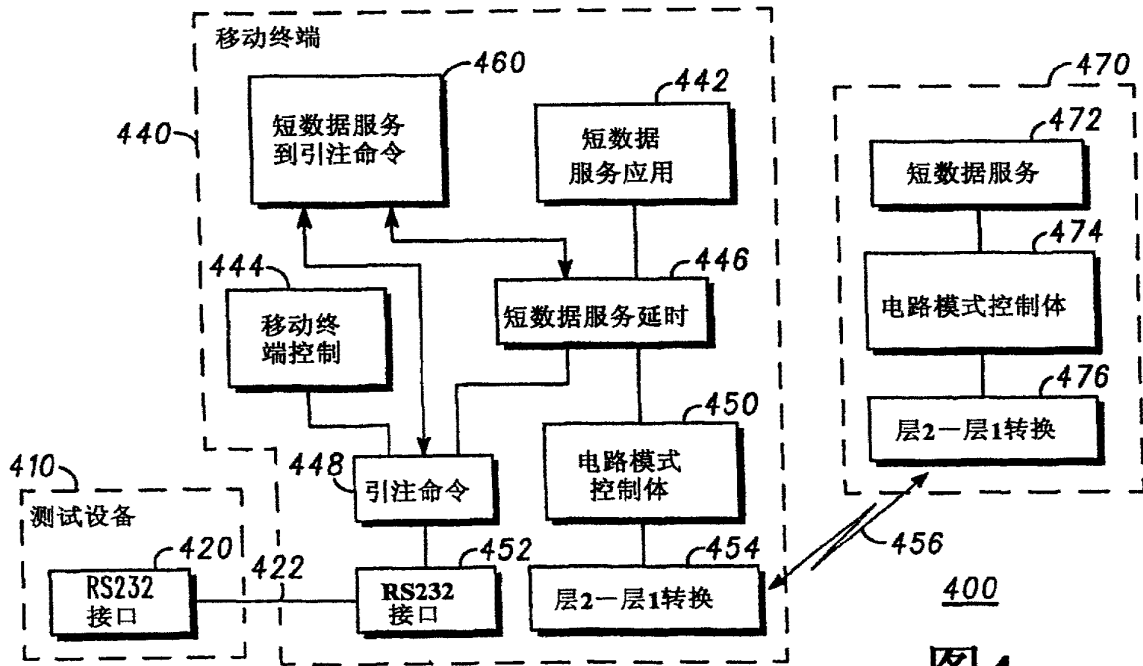 移动终端
460
短数据服务
到引注命令
442
短数据
服务应用
440
444
移动终
端控制
446
短数据服务延时
448
引注命令
450
电路模式
控制体
452
RS232
接口
454
层2－层1转换
410
测试设备
420
RS232
接口
422
456
470
472
短数据服务
474
电路模式控制体
476
层2－层1转换
400